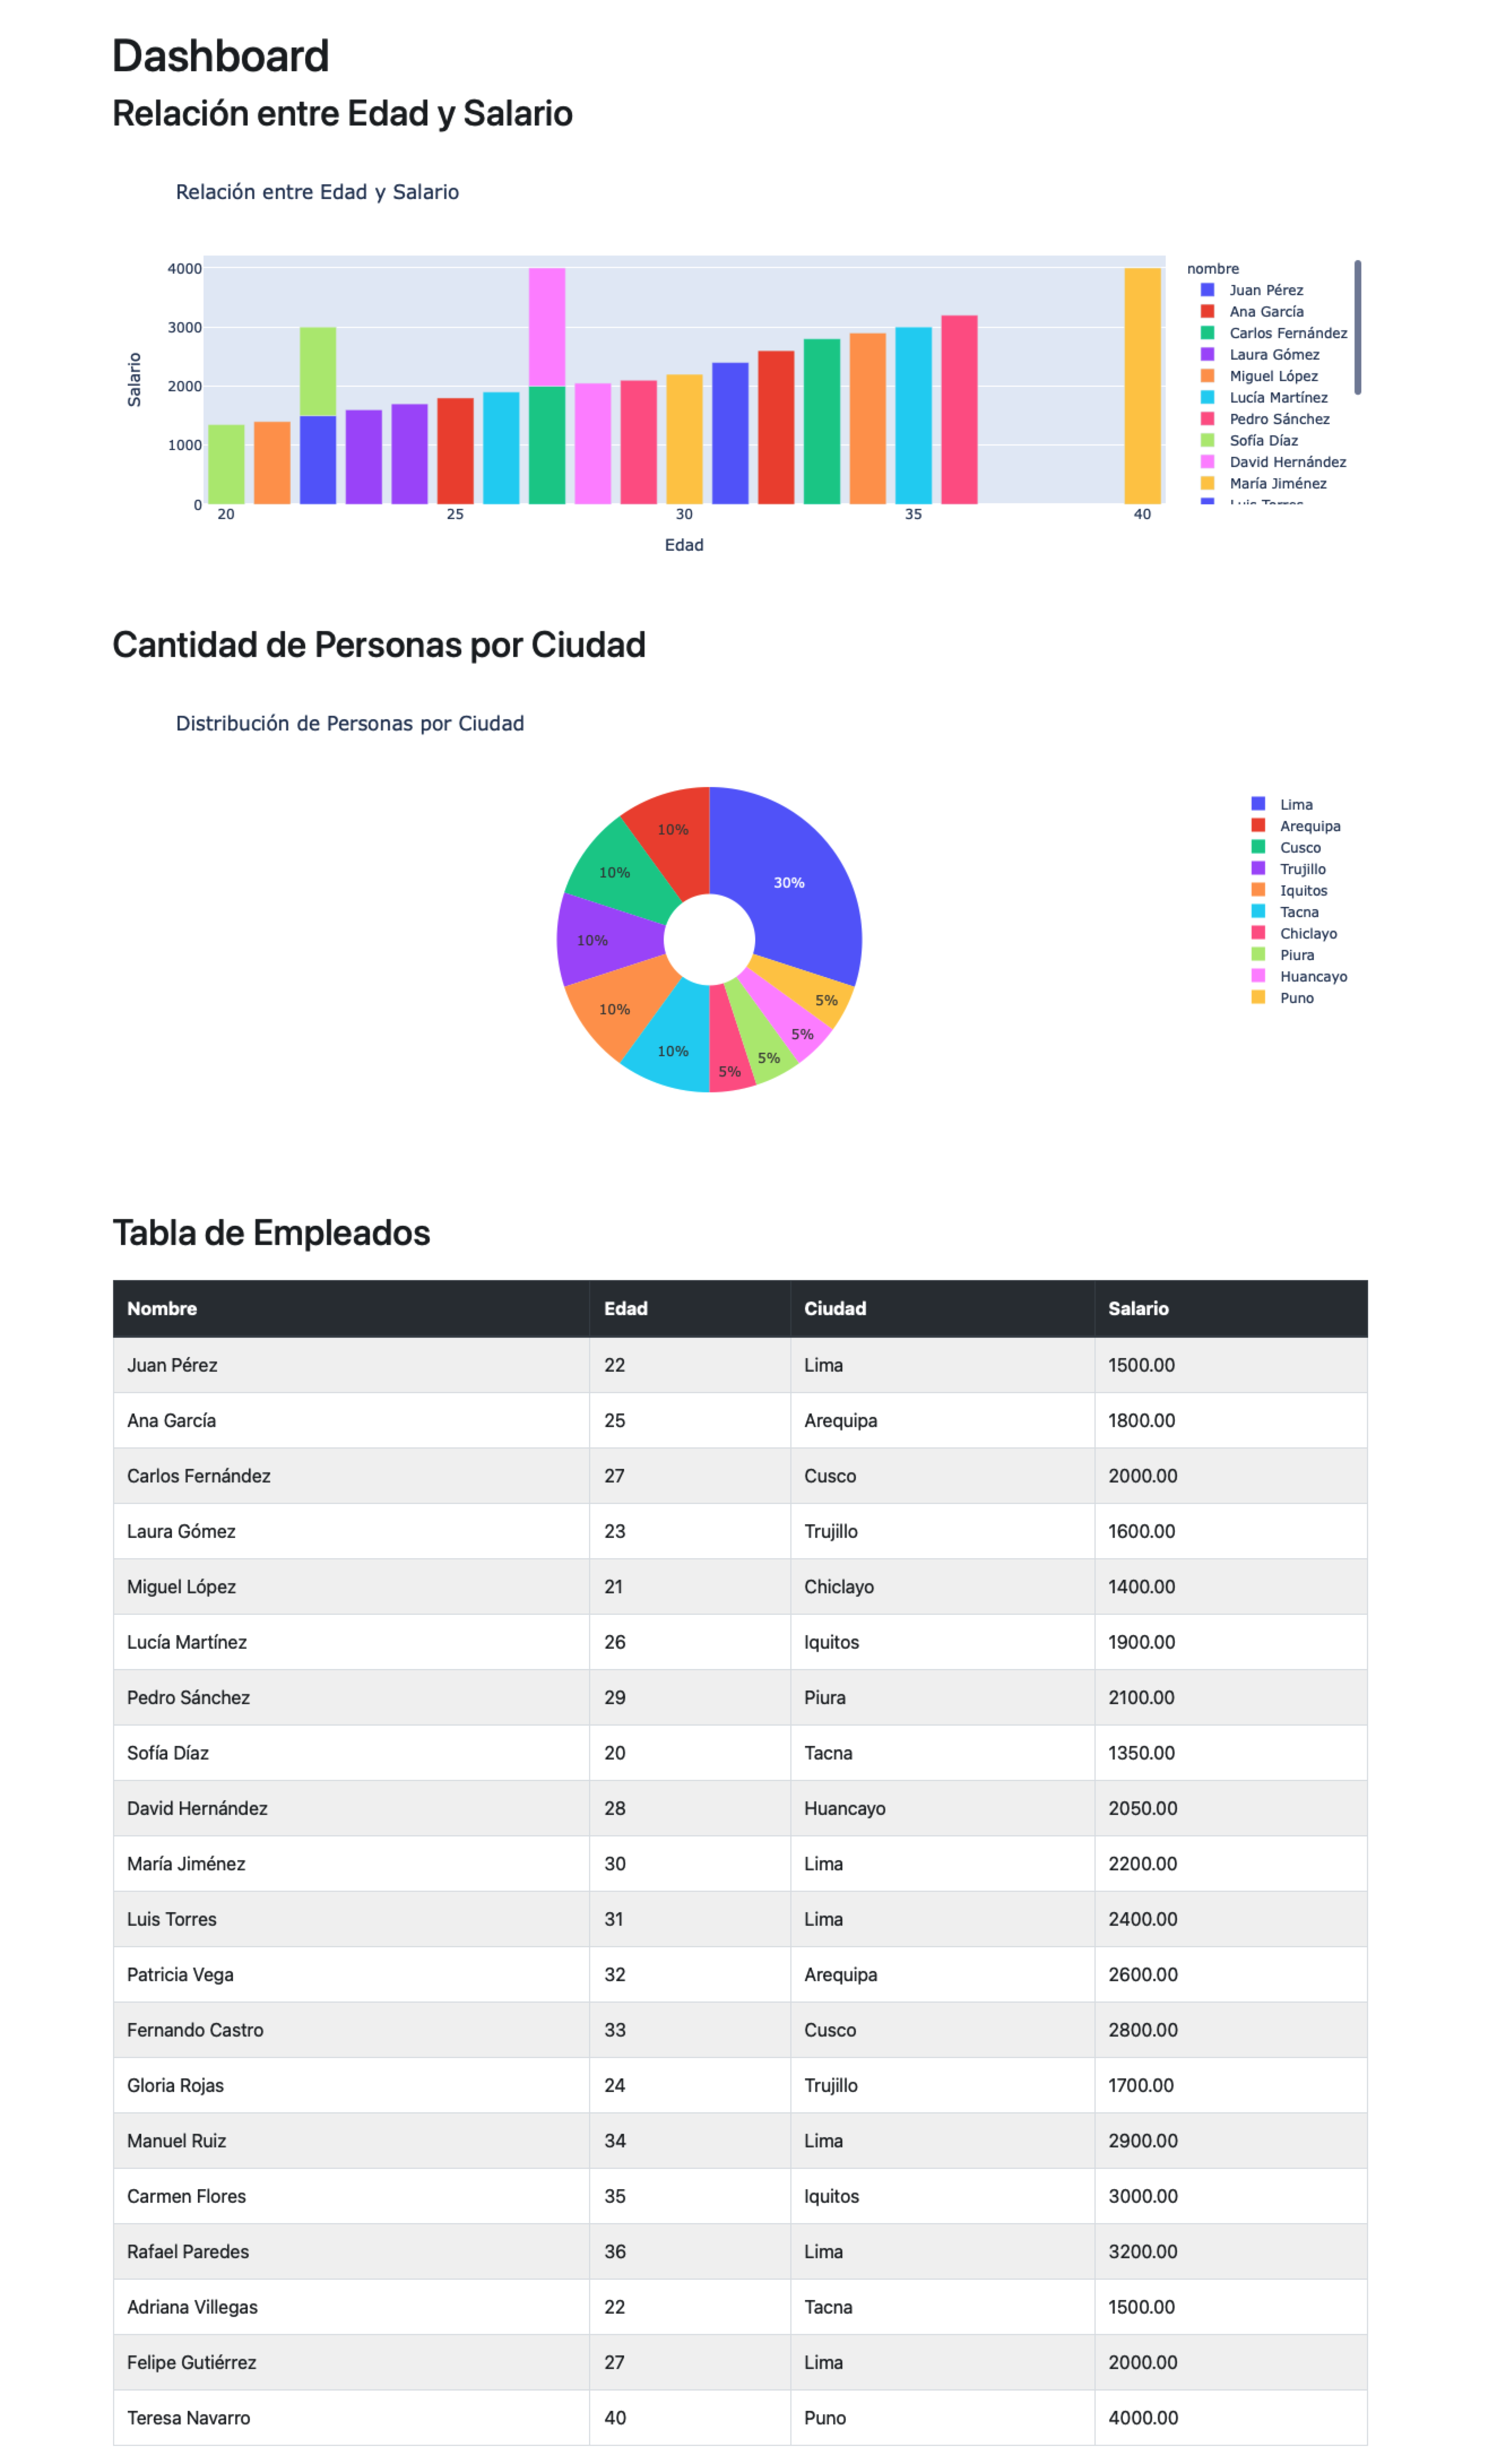 Dashboard
Relación entre Edad y Salario
Relación entre Edad y Salario
4000
3000
2000
1000
0
Salario
20 25 30 35 40
Edad
nombre
Juan Pérez
Ana García
Carlos Fernández
Laura Gómez
Miguel López
Lucía Martínez
Pedro Sánchez
Sofía Díaz
David Hernández
María Jiménez
Luis Torres
Cantidad de Personas por Ciudad
Distribución de Personas por Ciudad
10% 30%
10%
10%
10%
10%
5%
5%
5%
5%
Lima
Arequipa
Cusco
Trujillo
Iquitos
Tacna
Chiclayo
Piura
Huancayo
Puno
Tabla de Empleados
Nombre Edad Ciudad Salario
Juan Pérez 22 Lima 1500.00
Ana García 25 Arequipa 1800.00
Carlos Fernández 27 Cusco 2000.00
Laura Gómez 23 Trujillo 1600.00
Miguel López 21 Chiclayo 1400.00
Lucía Martínez 26 Iquitos 1900.00
Pedro Sánchez 29 Piura 2100.00
Sofía Díaz 20 Tacna 1350.00
David Hernández 28 Huancayo 2050.00
María Jiménez 30 Lima 2200.00
Luis Torres 31 Lima 2400.00
Patricia Vega 32 Arequipa 2600.00
Fernando Castro 33 Cusco 2800.00
Gloria Rojas 24 Trujillo 1700.00
Manuel Ruiz 34 Lima 2900.00
Carmen Flores 35 Iquitos 3000.00
Rafael Paredes 36 Lima 3200.00
Adriana Villegas 22 Tacna 1500.00
Felipe Gutiérrez 27 Lima 2000.00
Teresa Navarro 40 Puno 4000.00